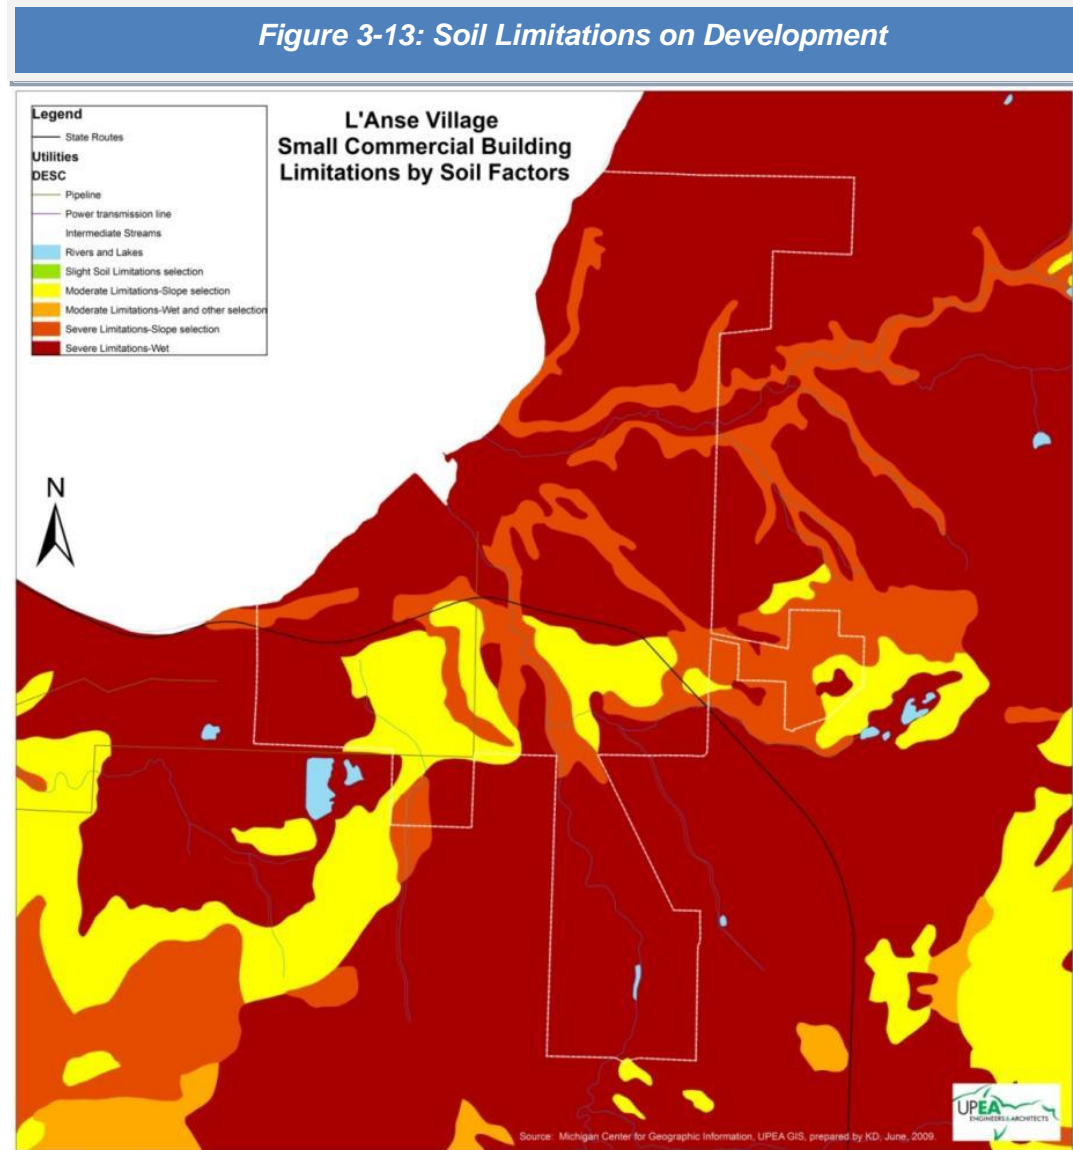 Figure 3-13: Soil Limitations on Development
Legend
State Routes
Utilities
DESC
Pipeline
Power transmission line
Intermediate Streams
Rivers and Lakes
Slight Soil Limitations selection
Moderate Limitations-Slope selection
Moderate Limitations-Wet and other selection
Severe Limitations-Slope selection
Severe Limitations-Wet
L'Anse Village
Small Commercial Building
Limitations by Soil Factors
N
UPEA
ENGINEERS & ARCHITECTS
Source: Michigan Center for Geographic Information, UPEA GIS, prepared by KD, June, 2009.